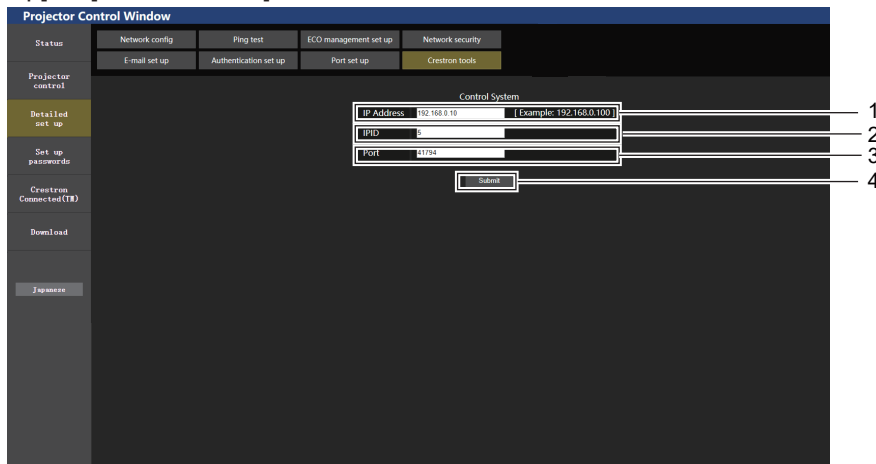 Projector Control Window
Status
Network config
Ping test
ECO management set up
Network security
E-mail set up
Authentication set up
Port set up
Crestron tools
Projector
control
Detailed
set up
Set up
passwords
Crestron
Connected(TM)
Download
Japanese
Control System
IP Address 192.168.0.10 [ Example: 192.168.0.100 ] 1
IPID 5 2
Port 41794 3
Submit 4